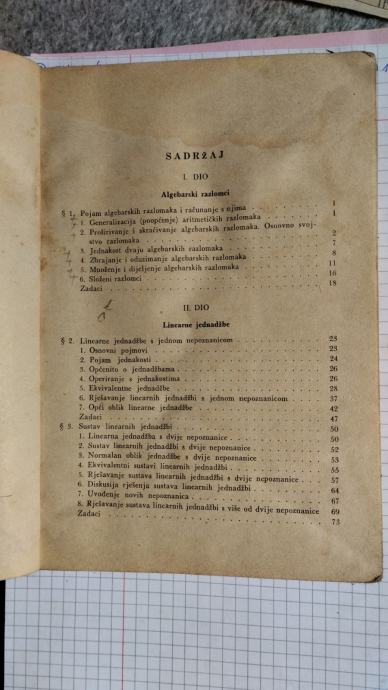 SADRŽAJ
I. DIO
Algebarski razlomci
§ 1. Pojam algebarskih razlomaka i računanje s njima 1
1. Generalizacija (poopćenje) aritmetičkih razlomaka 1
2. Proširivanje i skraćivanje algebarskih razlomaka. Osnovno svoj-
stvo razlomaka 2
3. Jednakost dvaju algebarskih razlomaka 7
4. Zbrajanje i oduzimanje algebarskih razlomaka 8
5. Množenje i dijeljenje algebarskih razlomaka 11
6. Složeni razlomci 16
Zadaci 18
II. DIO
Linearne jednadžbe
§ 2. Linearne jednadžbe s jednom nepoznanicom 23
1. Osnovni pojmovi 23
2. Pojam jednakosti 24
3. Općenito o jednadžbama 26
4. Operiranje s jednakostima 26
5. Ekvivalentne jednadžbe 28
6. Rješavanje linearnih jednadžbi s jednom nepoznanicom 37
7. Opći oblik linearne jednadžbe 42
Zadaci 47
§ 3. Sustav linearnih jednadžbi 50
1. Linearna jednadžba s dvije nepoznanice 50
2. Sustav linearnih jednadžbi s dvije nepoznanice 52
3. Normalan oblik jednadžbe s dvije nepoznanice 53
4. Ekvivalentni sustavi linearnih jednadžbi 55
5. Rješavanje sustava linearnih jednadžbi s dvije nepoznanice 57
6. Diskusija rješenja sustava linearnih jednadžbi 64
7. Uvođenje novih nepoznanica 67
8. Rješavanje sustava linearnih jednadžbi s više od dvije nepoznanice 69
Zadaci 73